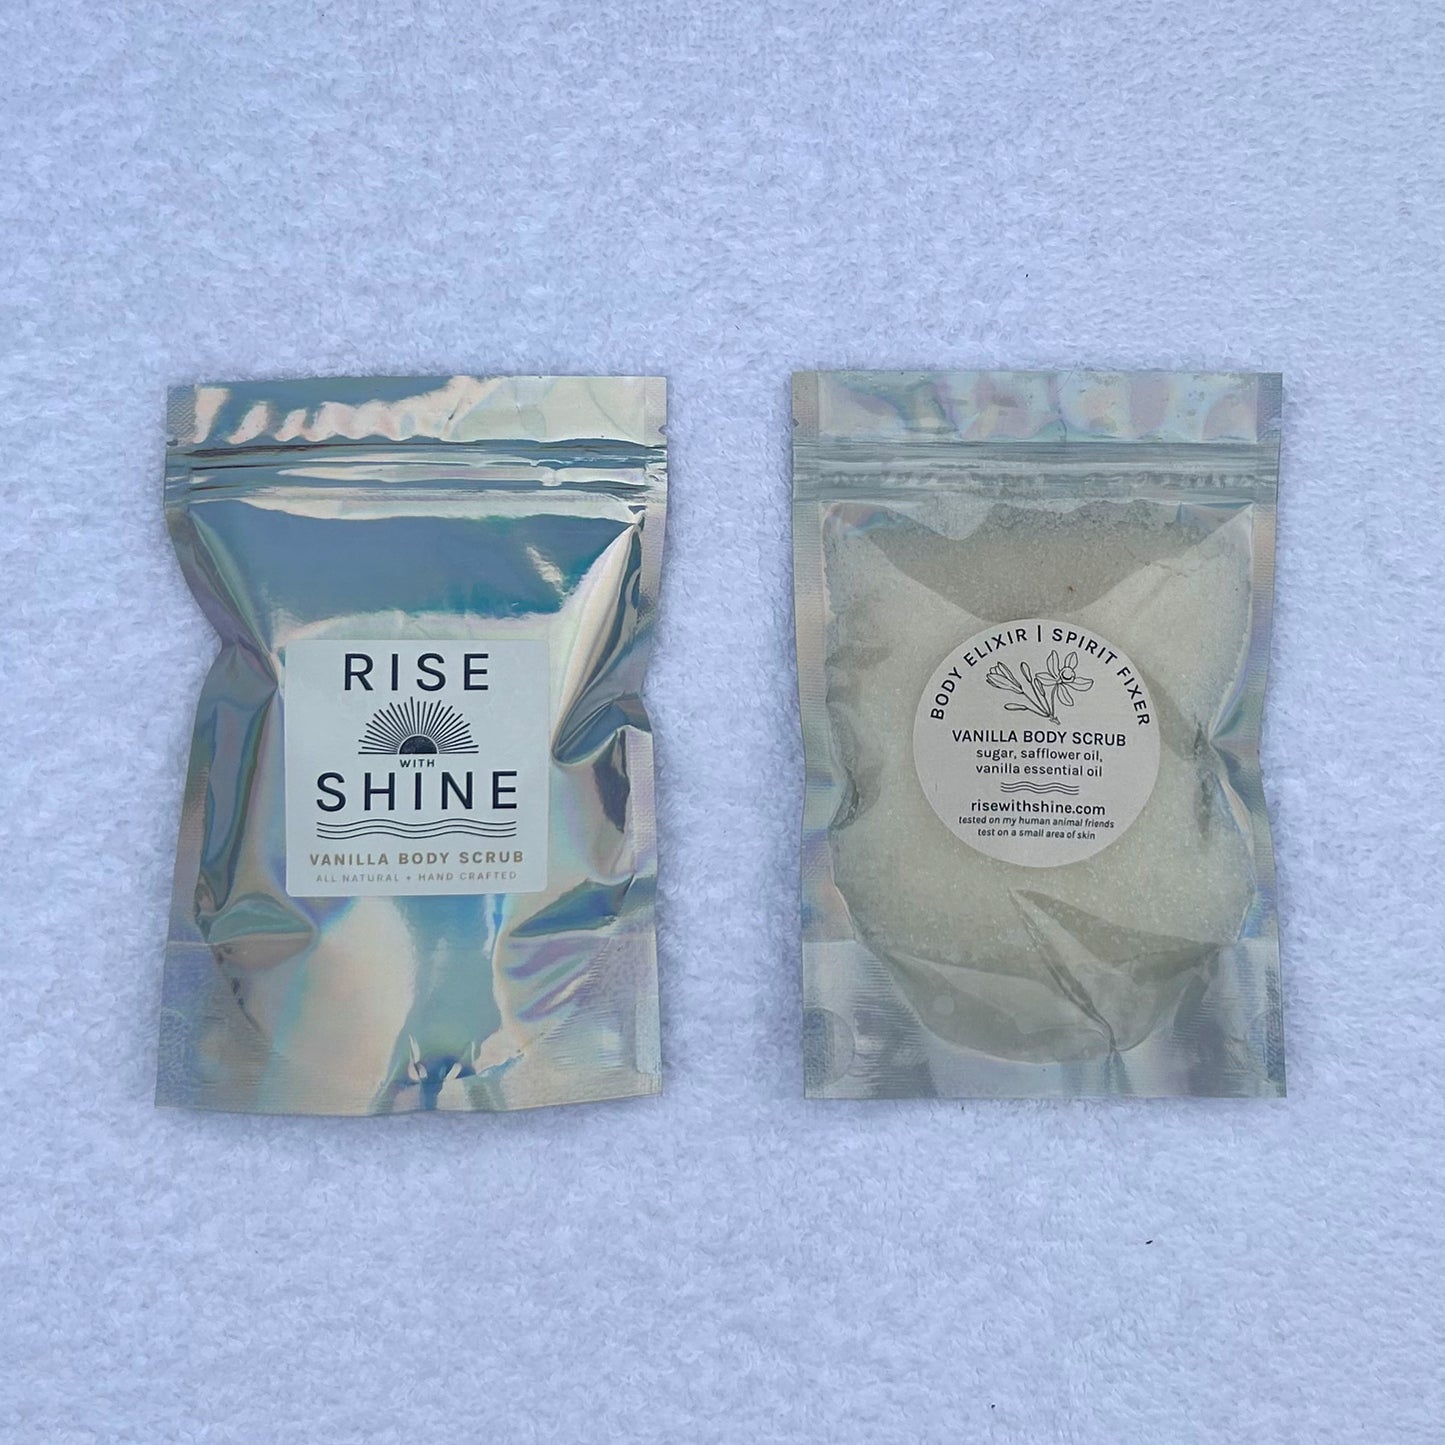 RISE
WITH
SHINE
VANILLA BODY SCRUB
ALL NATURAL + HAND CRAFTED
BODY ELIXIR | SPIRIT FIXER
VANILLA BODY SCRUB
sugar, safflower oil,
vanilla essential oil
risewithshine.com
tested on my human animal friends
test on a small area of skin